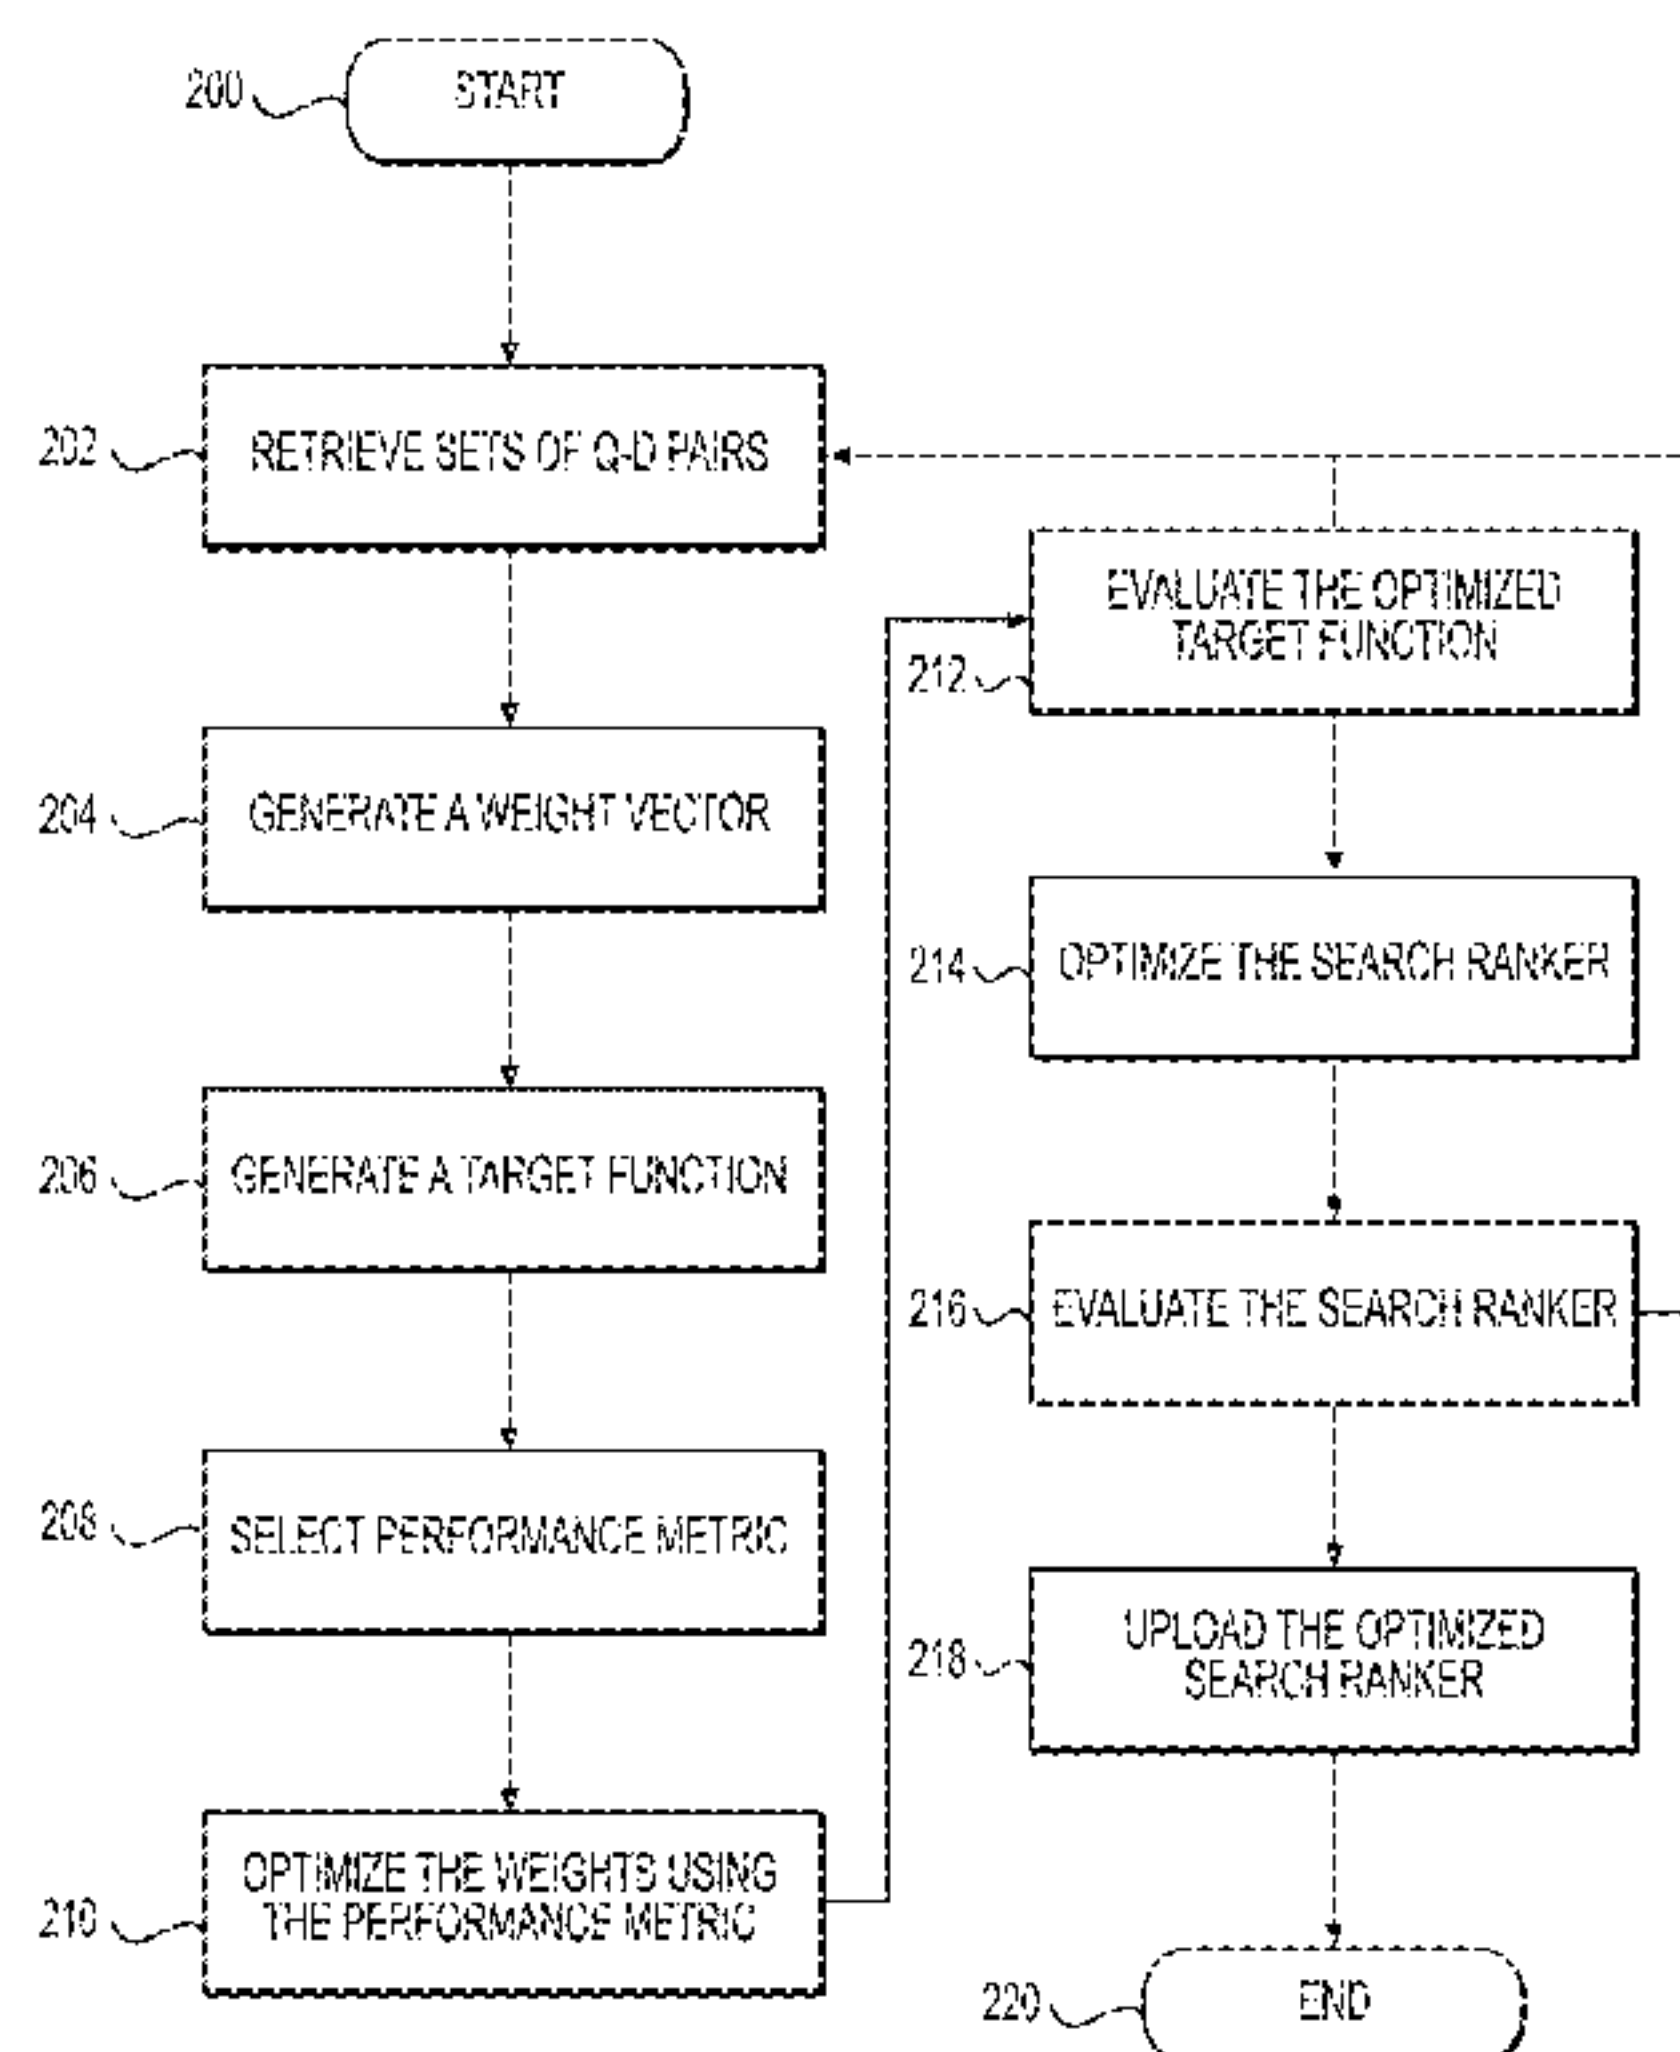 200
START
202
RETRIEVE SETS OF Q-D PAIRS
204
GENERATE A WEIGHT VECTOR
206
GENERATE A TARGET FUNCTION
208
SELECT PERFORMANCE METRIC
210
OPTIMIZE THE WEIGHTS USING
THE PERFORMANCE METRIC
212
EVALUATE THE OPTIMIZED
TARGET FUNCTION
214
OPTIMIZE THE SEARCH RANKER
216
EVALUATE THE SEARCH RANKER
218
UPLOAD THE OPTIMIZED
SEARCH RANKER
220
END